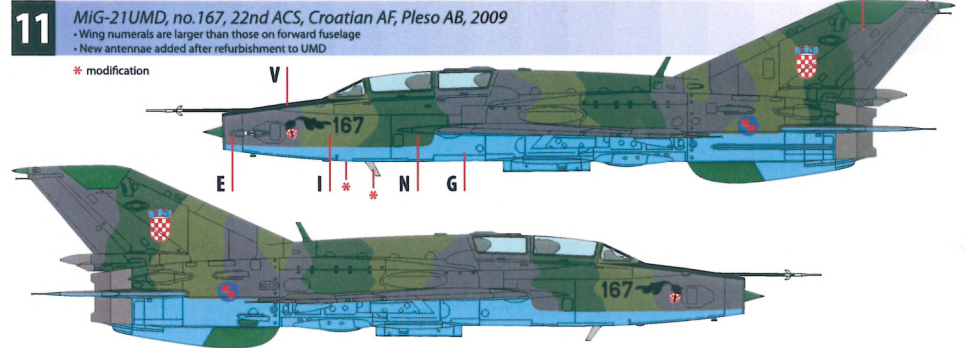 11
MiG-21UMD, no.167, 22nd ACS, Croatian AF, Pleso AB, 2009
• Wing numerals are larger than those on forward fuselage
• New antennae added after refurbishment to UMD
* modification
V
167
E I * * N G
167